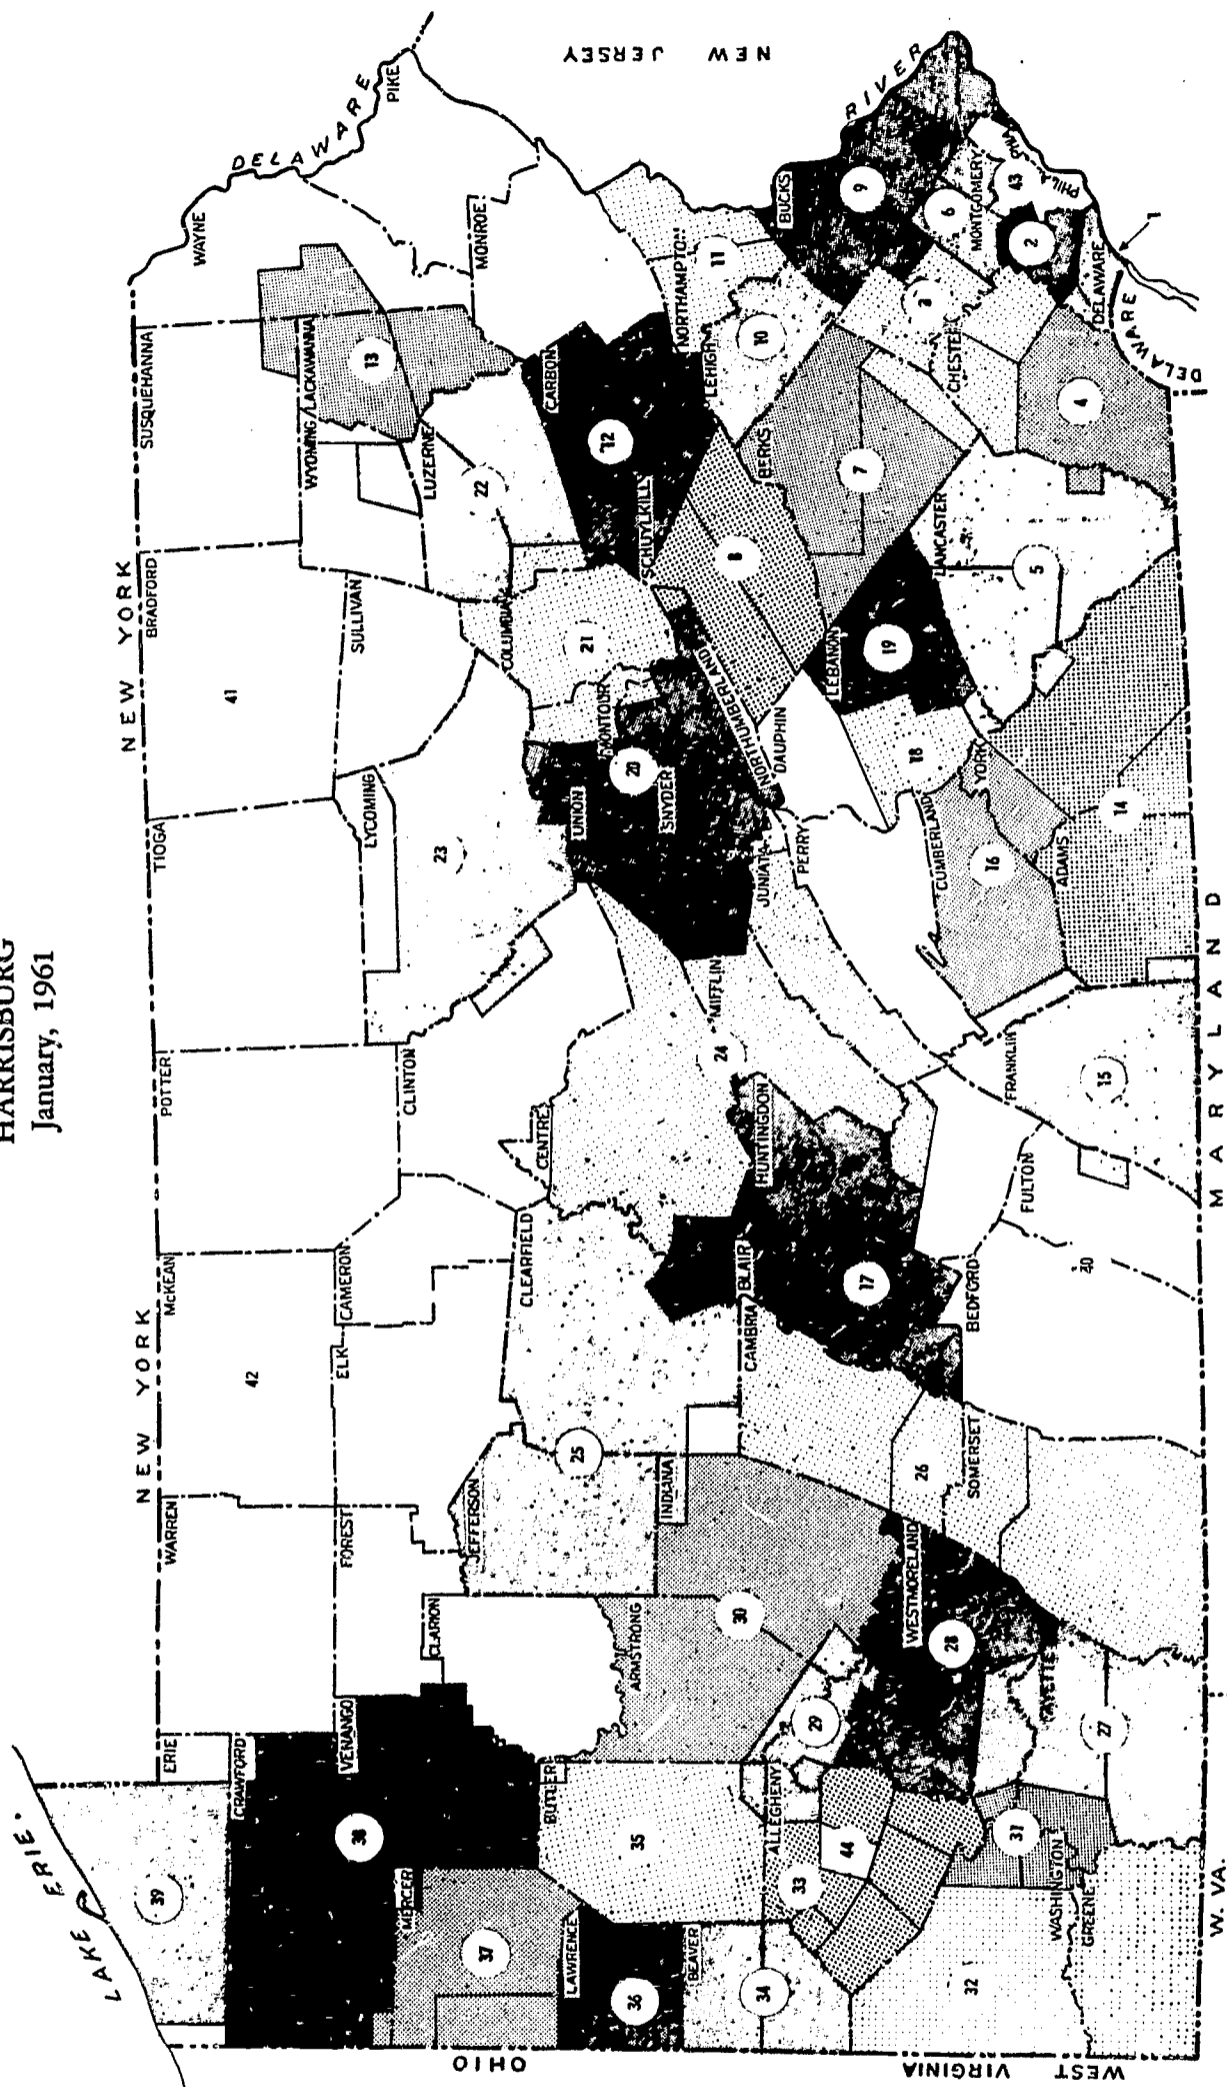 HARRISBURG
January, 1961
NEW YORK
NEW YORK
LAKE ERIE
ERIE
WARREN
McKEAN
POTTER
TIOGA
BRADFORD
SUSQUEHANNA
WAYNE
DELAWARE
PIKE
39
CRAWFORD
42
41
38
VENANGO
FOREST
ELK
CAMERON
CLINTON
LYCOMING
SULLIVAN
WYOMING
LACKAWANNA
13
MERCER
CLARION
JEFFERSON
CLEARFIELD
CENTRE
23
COLUMBIA
LUZERNE
22
MONROE
NEW JERSEY
37
LAWRENCE
BUTLER
ARMSTRONG
INDIANA
25
UNION
MONTOUR
21
CARBON
12
SCHUYLKILL
NORTHAMPTON
11
36
BEAVER
35
30
24
MIFFLIN
SNYDER
20
JUNIATA
NORTHUMBERLAND
8
LEHIGH
10
BUCKS
9
34
ALLEGHENY
29
CAMBRIA
BLAIR
HUNTINGDON
PERRY
DAUPHIN
LEBANON
BERKS
7
3
6
MONTGOMERY
RIVER
33
44
WESTMORELAND
28
26
SOMERSET
17
BEDFORD
FULTON
FRANKLIN
CUMBERLAND
18
19
LANCASTER
CHESTER
2
43
PHILA
DELAWARE
1
32
WASHINGTON
GREENE
31
FAYETTE
27
40
15
16
ADAMS
YORK
14
5
4
DELAWARE
OHIO
WEST VIRGINIA
W. VA.
MARYLAND